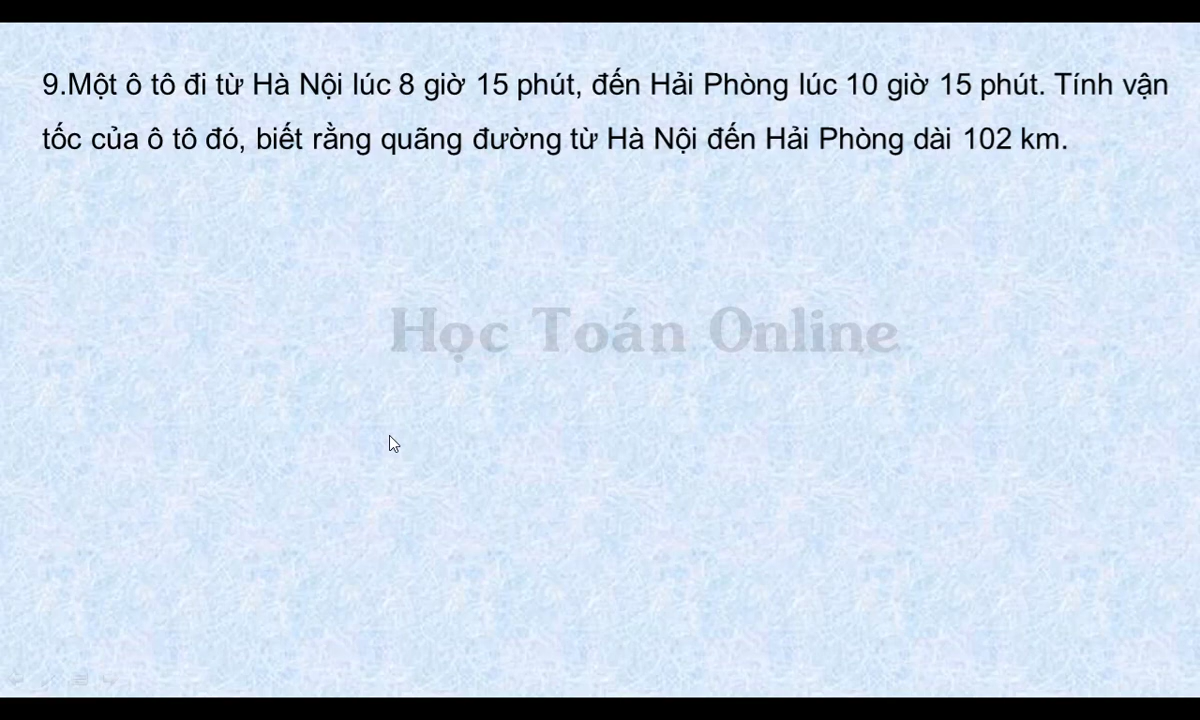 9.Một ô tô đi từ Hà Nội lúc 8 giờ 15 phút, đến Hải Phòng lúc 10 giờ 15 phút. Tính vận
tốc của ô tô đó, biết rằng quãng đường từ Hà Nội đến Hải Phòng dài 102 km.
Học Toán Online